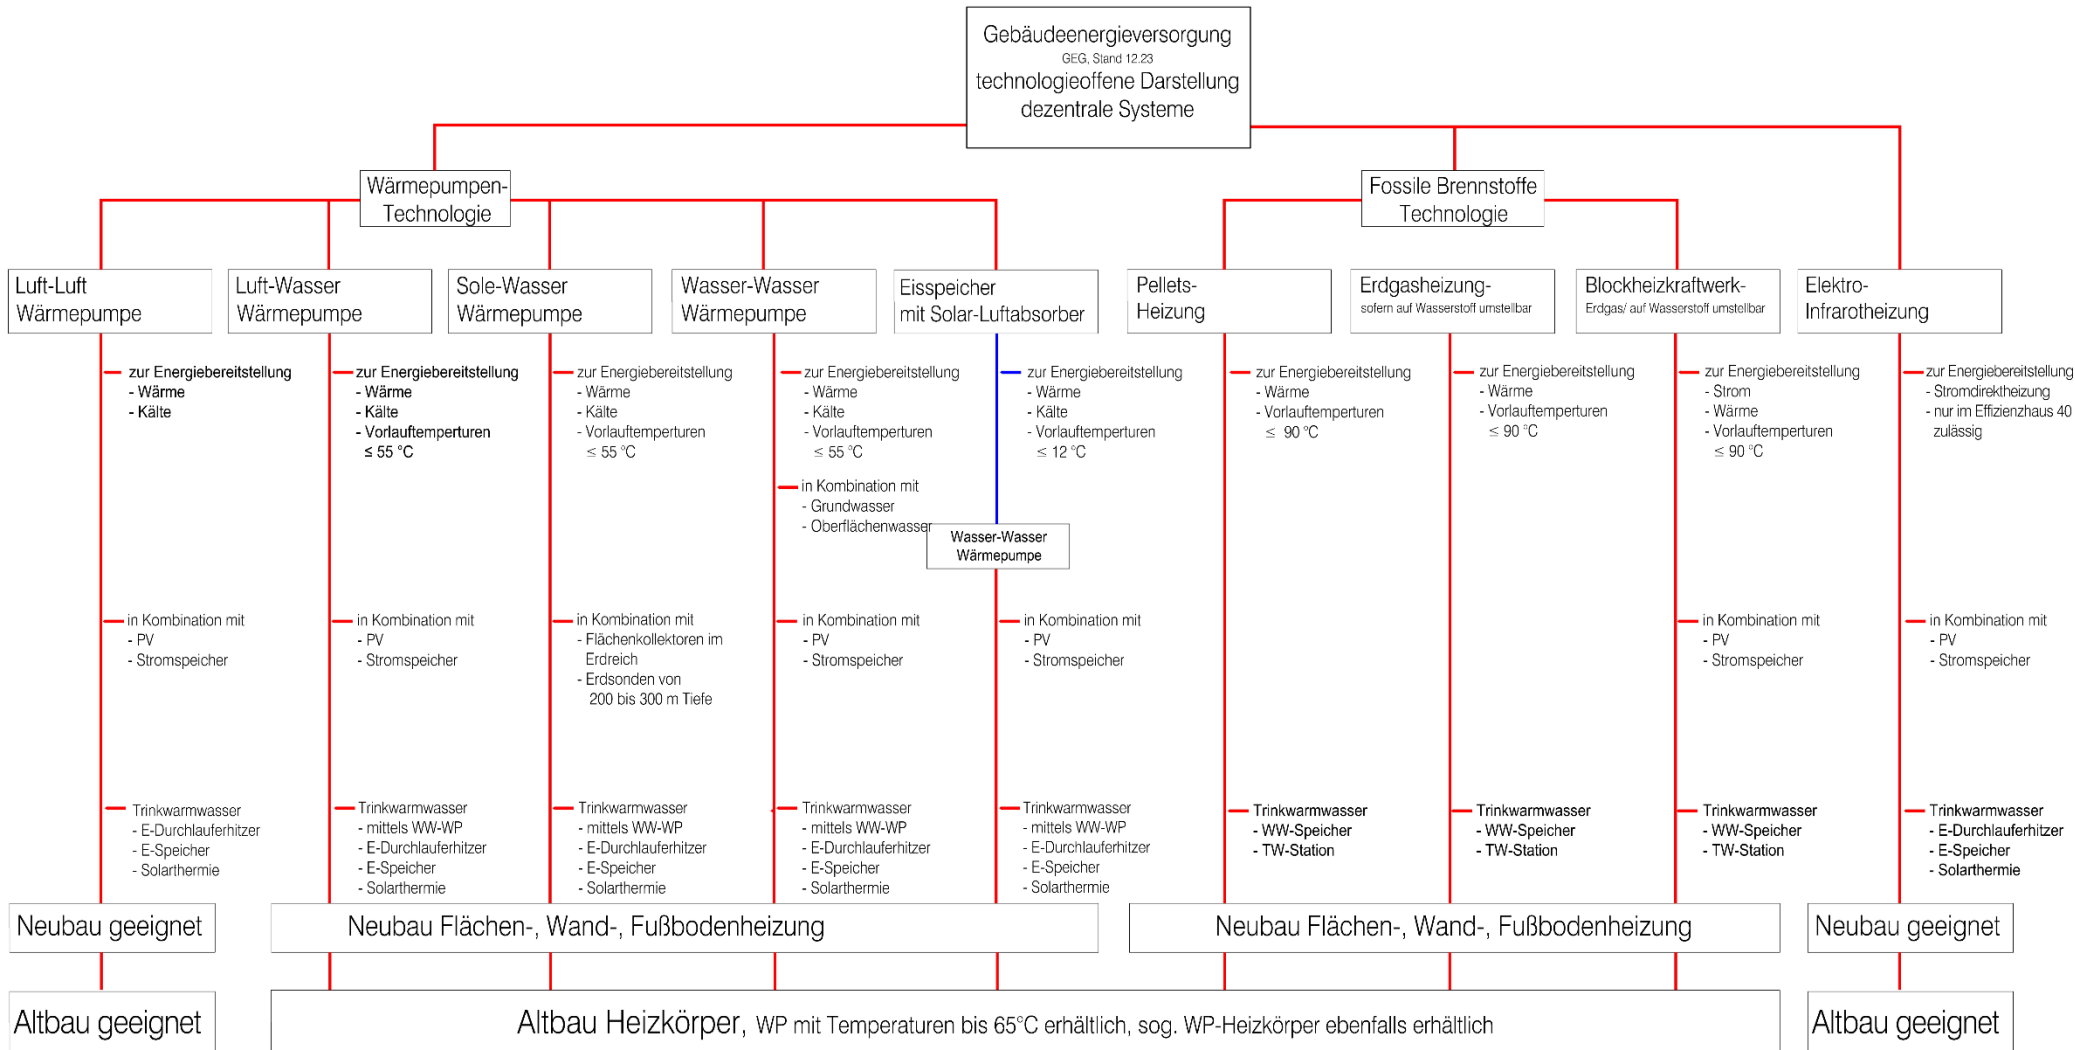 Gebäudeenergieversorgung
GEG, Stand 12.23
technologieoffene Darstellung
dezentrale Systeme
Wärmepumpen-
Technologie
Fossile Brennstoffe
Technologie
Luft-Luft
Wärmepumpe
Luft-Wasser
Wärmepumpe
Sole-Wasser
Wärmepumpe
Wasser-Wasser
Wärmepumpe
Eisspeicher
mit Solar-Luftabsorber
Pellets-
Heizung
Erdgasheizung-
sofern auf Wasserstoff umstellbar
Blockheizkraftwerk-
Erdgas/ auf Wasserstoff umstellbar
Elektro-
Infrarotheizung
zur Energiebereitstellung
- Wärme
- Kälte
zur Energiebereitstellung
- Wärme
- Kälte
- Vorlauftemperturen
≤ 55 °C
zur Energiebereitstellung
- Wärme
- Kälte
- Vorlauftemperturen
≤ 55 °C
zur Energiebereitstellung
- Wärme
- Kälte
- Vorlauftemperturen
≤ 55 °C
in Kombination mit
- Grundwasser
- Oberflächenwasser
zur Energiebereitstellung
- Wärme
- Kälte
- Vorlauftemperturen
≤ 12 °C
Wasser-Wasser
Wärmepumpe
zur Energiebereitstellung
- Wärme
- Vorlauftemperturen
≤ 90 °C
zur Energiebereitstellung
- Wärme
- Vorlauftemperturen
≤ 90 °C
zur Energiebereitstellung
- Strom
- Wärme
- Vorlauftemperturen
≤ 90 °C
zur Energiebereitstellung
- Stromdirektheizung
- nur im Effizienzhaus 40
zulässig
in Kombination mit
- PV
- Stromspeicher
in Kombination mit
- PV
- Stromspeicher
in Kombination mit
- Flächenkollektoren im
Erdreich
- Erdsonden von
200 bis 300 m Tiefe
in Kombination mit
- PV
- Stromspeicher
in Kombination mit
- PV
- Stromspeicher
in Kombination mit
- PV
- Stromspeicher
in Kombination mit
- PV
- Stromspeicher
Trinkwarmwasser
- E-Durchlauferhitzer
- E-Speicher
- Solarthermie
Trinkwarmwasser
- mittels WW-WP
- E-Durchlauferhitzer
- E-Speicher
- Solarthermie
Trinkwarmwasser
- mittels WW-WP
- E-Durchlauferhitzer
- E-Speicher
- Solarthermie
Trinkwarmwasser
- mittels WW-WP
- E-Durchlauferhitzer
- E-Speicher
- Solarthermie
Trinkwarmwasser
- mittels WW-WP
- E-Durchlauferhitzer
- E-Speicher
- Solarthermie
Trinkwarmwasser
- WW-Speicher
- TW-Station
Trinkwarmwasser
- WW-Speicher
- TW-Station
Trinkwarmwasser
- WW-Speicher
- TW-Station
Trinkwarmwasser
- E-Durchlauferhitzer
- E-Speicher
- Solarthermie
Neubau geeignet
Neubau Flächen-, Wand-, Fußbodenheizung
Neubau Flächen-, Wand-, Fußbodenheizung
Neubau geeignet
Altbau geeignet
Altbau Heizkörper, WP mit Temperaturen bis 65°C erhältlich, sog. WP-Heizkörper ebenfalls erhältlich
Altbau geeignet